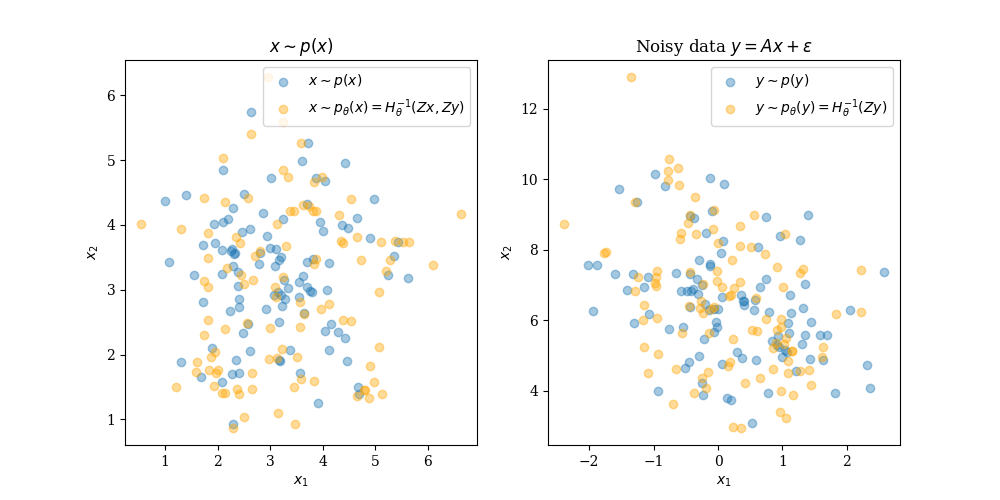 x ~ p(x)
x ~ p(x)
x ~ p_θ(x) = H_θ^{-1}(Zx, Zy)
6
5
4
3
2
1
x_2
1 2 3 4 5 6
x_1
Noisy data y = Ax + ε
y ~ p(y)
y ~ p_θ(y) = H_θ^{-1}(Zy)
12
10
8
6
4
x_2
−2 −1 0 1 2
x_1